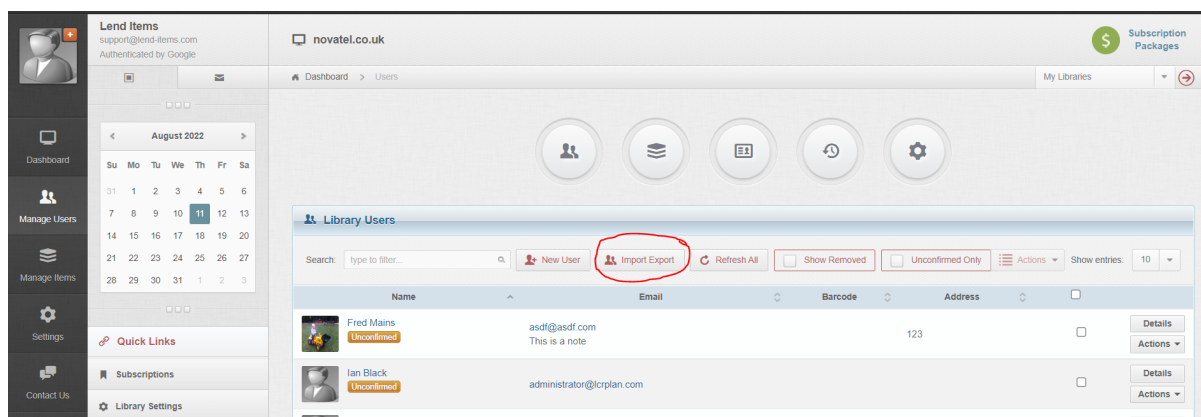 Lend Items
support@lend-items.com
Authenticated by Google
novatel.co.uk
Subscription
Packages
Dashboard > Users
My Libraries
Dashboard
Manage Users
Manage Items
Settings
Contact Us
< August 2022 >
Su Mo Tu We Th Fr Sa
31 1 2 3 4 5 6
7 8 9 10 11 12 13
14 15 16 17 18 19 20
21 22 23 24 25 26 27
28 29 30 31 1 2 3
Quick Links
Subscriptions
Library Settings
Library Users
Search: type to filter... New User Import Export Refresh All Show Removed Unconfirmed Only Actions Show entries: 10
Name Email Barcode Address
Fred Mains
Unconfirmed
asdf@asdf.com
This is a note
123
Details
Actions
Ian Black
Unconfirmed
administrator@lcrplan.com
Details
Actions